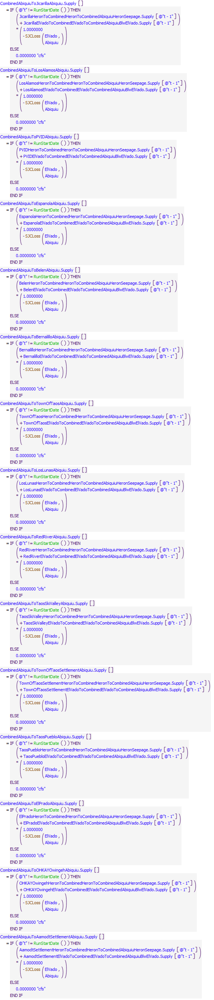 CombinedAbiquiuToJicarillaAbiquiu.Supply []
= IF ( @"t" != RunStartDate () ) THEN
( JicarillaHeronToCombinedHeronToCombinedAbiquiuHeronSeepage.Supply [ @"t - 1" ]
+ JicarillaElVadoToCombinedElVadoToCombinedAbiquiuBlwElVado.Supply [ @"t - 1" ] )
* ( 1.0000000
- SJCLoss ( ElVado ,
Abiquiu ) )
ELSE
0.0000000 "cfs"
END IF
CombinedAbiquiuToLosAlamosAbiquiu.Supply []
= IF ( @"t" != RunStartDate () ) THEN
( LosAlamosHeronToCombinedHeronToCombinedAbiquiuHeronSeepage.Supply [ @"t - 1" ]
+ LosAlamosElVadoToCombinedElVadoToCombinedAbiquiuBlwElVado.Supply [ @"t - 1" ] )
* ( 1.0000000
- SJCLoss ( ElVado ,
Abiquiu ) )
ELSE
0.0000000 "cfs"
END IF
CombinedAbiquiuToPVIDAbiquiu.Supply []
= IF ( @"t" != RunStartDate () ) THEN
( PVIDHeronToCombinedHeronToCombinedAbiquiuHeronSeepage.Supply [ @"t - 1" ]
+ PVIDElVadoToCombinedElVadoToCombinedAbiquiuBlwElVado.Supply [ @"t - 1" ] )
* ( 1.0000000
- SJCLoss ( ElVado ,
Abiquiu ) )
ELSE
0.0000000 "cfs"
END IF
CombinedAbiquiuToEspanolaAbiquiu.Supply []
= IF ( @"t" != RunStartDate () ) THEN
( EspanolaHeronToCombinedHeronToCombinedAbiquiuHeronSeepage.Supply [ @"t - 1" ]
+ EspanolaElVadoToCombinedElVadoToCombinedAbiquiuBlwElVado.Supply [ @"t - 1" ] )
* ( 1.0000000
- SJCLoss ( ElVado ,
Abiquiu ) )
ELSE
0.0000000 "cfs"
END IF
CombinedAbiquiuToBelenAbiquiu.Supply []
= IF ( @"t" != RunStartDate () ) THEN
( BelenHeronToCombinedHeronToCombinedAbiquiuHeronSeepage.Supply [ @"t - 1" ]
+ BelenElVadoToCombinedElVadoToCombinedAbiquiuBlwElVado.Supply [ @"t - 1" ] )
* ( 1.0000000
- SJCLoss ( ElVado ,
Abiquiu ) )
ELSE
0.0000000 "cfs"
END IF
CombinedAbiquiuToBernalilloAbiquiu.Supply []
= IF ( @"t" != RunStartDate () ) THEN
( BernalilloHeronToCombinedHeronToCombinedAbiquiuHeronSeepage.Supply [ @"t - 1" ]
+ BernalilloElVadoToCombinedElVadoToCombinedAbiquiuBlwElVado.Supply [ @"t - 1" ] )
* ( 1.0000000
- SJCLoss ( ElVado ,
Abiquiu ) )
ELSE
0.0000000 "cfs"
END IF
CombinedAbiquiuToTownOfTaosAbiquiu.Supply []
= IF ( @"t" != RunStartDate () ) THEN
( TownOfTaosHeronToCombinedHeronToCombinedAbiquiuHeronSeepage.Supply [ @"t - 1" ]
+ TownOfTaosElVadoToCombinedElVadoToCombinedAbiquiuBlwElVado.Supply [ @"t - 1" ] )
* ( 1.0000000
- SJCLoss ( ElVado ,
Abiquiu ) )
ELSE
0.0000000 "cfs"
END IF
CombinedAbiquiuToLosLunasAbiquiu.Supply []
= IF ( @"t" != RunStartDate () ) THEN
( LosLunasHeronToCombinedHeronToCombinedAbiquiuHeronSeepage.Supply [ @"t - 1" ]
+ LosLunasElVadoToCombinedElVadoToCombinedAbiquiuBlwElVado.Supply [ @"t - 1" ] )
* ( 1.0000000
- SJCLoss ( ElVado ,
Abiquiu ) )
ELSE
0.0000000 "cfs"
END IF
CombinedAbiquiuToRedRiverAbiquiu.Supply []
= IF ( @"t" != RunStartDate () ) THEN
( RedRiverHeronToCombinedHeronToCombinedAbiquiuHeronSeepage.Supply [ @"t - 1" ]
+ RedRiverElVadoToCombinedElVadoToCombinedAbiquiuBlwElVado.Supply [ @"t - 1" ] )
* ( 1.0000000
- SJCLoss ( ElVado ,
Abiquiu ) )
ELSE
0.0000000 "cfs"
END IF
CombinedAbiquiuToTaosSkiValleyAbiquiu.Supply []
= IF ( @"t" != RunStartDate () ) THEN
( TaosSkiValleyHeronToCombinedHeronToCombinedAbiquiuHeronSeepage.Supply [ @"t - 1" ]
+ TaosSkiValleyElVadoToCombinedElVadoToCombinedAbiquiuBlwElVado.Supply [ @"t - 1" ] )
* ( 1.0000000
- SJCLoss ( ElVado ,
Abiquiu ) )
ELSE
0.0000000 "cfs"
END IF
CombinedAbiquiuToTownOfTaosSettlementAbiquiu.Supply []
= IF ( @"t" != RunStartDate () ) THEN
( TownOfTaosSettlementHeronToCombinedHeronToCombinedAbiquiuHeronSeepage.Supply [ @"t - 1" ]
+ TownOfTaosSettlementElVadoToCombinedElVadoToCombinedAbiquiuBlwElVado.Supply [ @"t - 1" ] )
* ( 1.0000000
- SJCLoss ( ElVado ,
Abiquiu ) )
ELSE
0.0000000 "cfs"
END IF
CombinedAbiquiuToTaosPuebloAbiquiu.Supply []
= IF ( @"t" != RunStartDate () ) THEN
( TaosPuebloHeronToCombinedHeronToCombinedAbiquiuHeronSeepage.Supply [ @"t - 1" ]
+ TaosPuebloElVadoToCombinedElVadoToCombinedAbiquiuBlwElVado.Supply [ @"t - 1" ] )
* ( 1.0000000
- SJCLoss ( ElVado ,
Abiquiu ) )
ELSE
0.0000000 "cfs"
END IF
CombinedAbiquiuToElPradoAbiquiu.Supply []
= IF ( @"t" != RunStartDate () ) THEN
( ElPradoHeronToCombinedHeronToCombinedAbiquiuHeronSeepage.Supply [ @"t - 1" ]
+ ElPradoElVadoToCombinedElVadoToCombinedAbiquiuBlwElVado.Supply [ @"t - 1" ] )
* ( 1.0000000
- SJCLoss ( ElVado ,
Abiquiu ) )
ELSE
0.0000000 "cfs"
END IF
CombinedAbiquiuToOHKAYOwingehAbiquiu.Supply []
= IF ( @"t" != RunStartDate () ) THEN
( OHKAYOwingehHeronToCombinedHeronToCombinedAbiquiuHeronSeepage.Supply [ @"t - 1" ]
+ OHKAYOwingehElVadoToCombinedElVadoToCombinedAbiquiuBlwElVado.Supply [ @"t - 1" ] )
* ( 1.0000000
- SJCLoss ( ElVado ,
Abiquiu ) )
ELSE
0.0000000 "cfs"
END IF
CombinedAbiquiuToAamodtSettlementAbiquiu.Supply []
= IF ( @"t" != RunStartDate () ) THEN
( AamodtSettlementHeronToCombinedHeronToCombinedAbiquiuHeronSeepage.Supply [ @"t - 1" ]
+ AamodtSettlementElVadoToCombinedElVadoToCombinedAbiquiuBlwElVado.Supply [ @"t - 1" ] )
* ( 1.0000000
- SJCLoss ( ElVado ,
Abiquiu ) )
ELSE
0.0000000 "cfs"
END IF